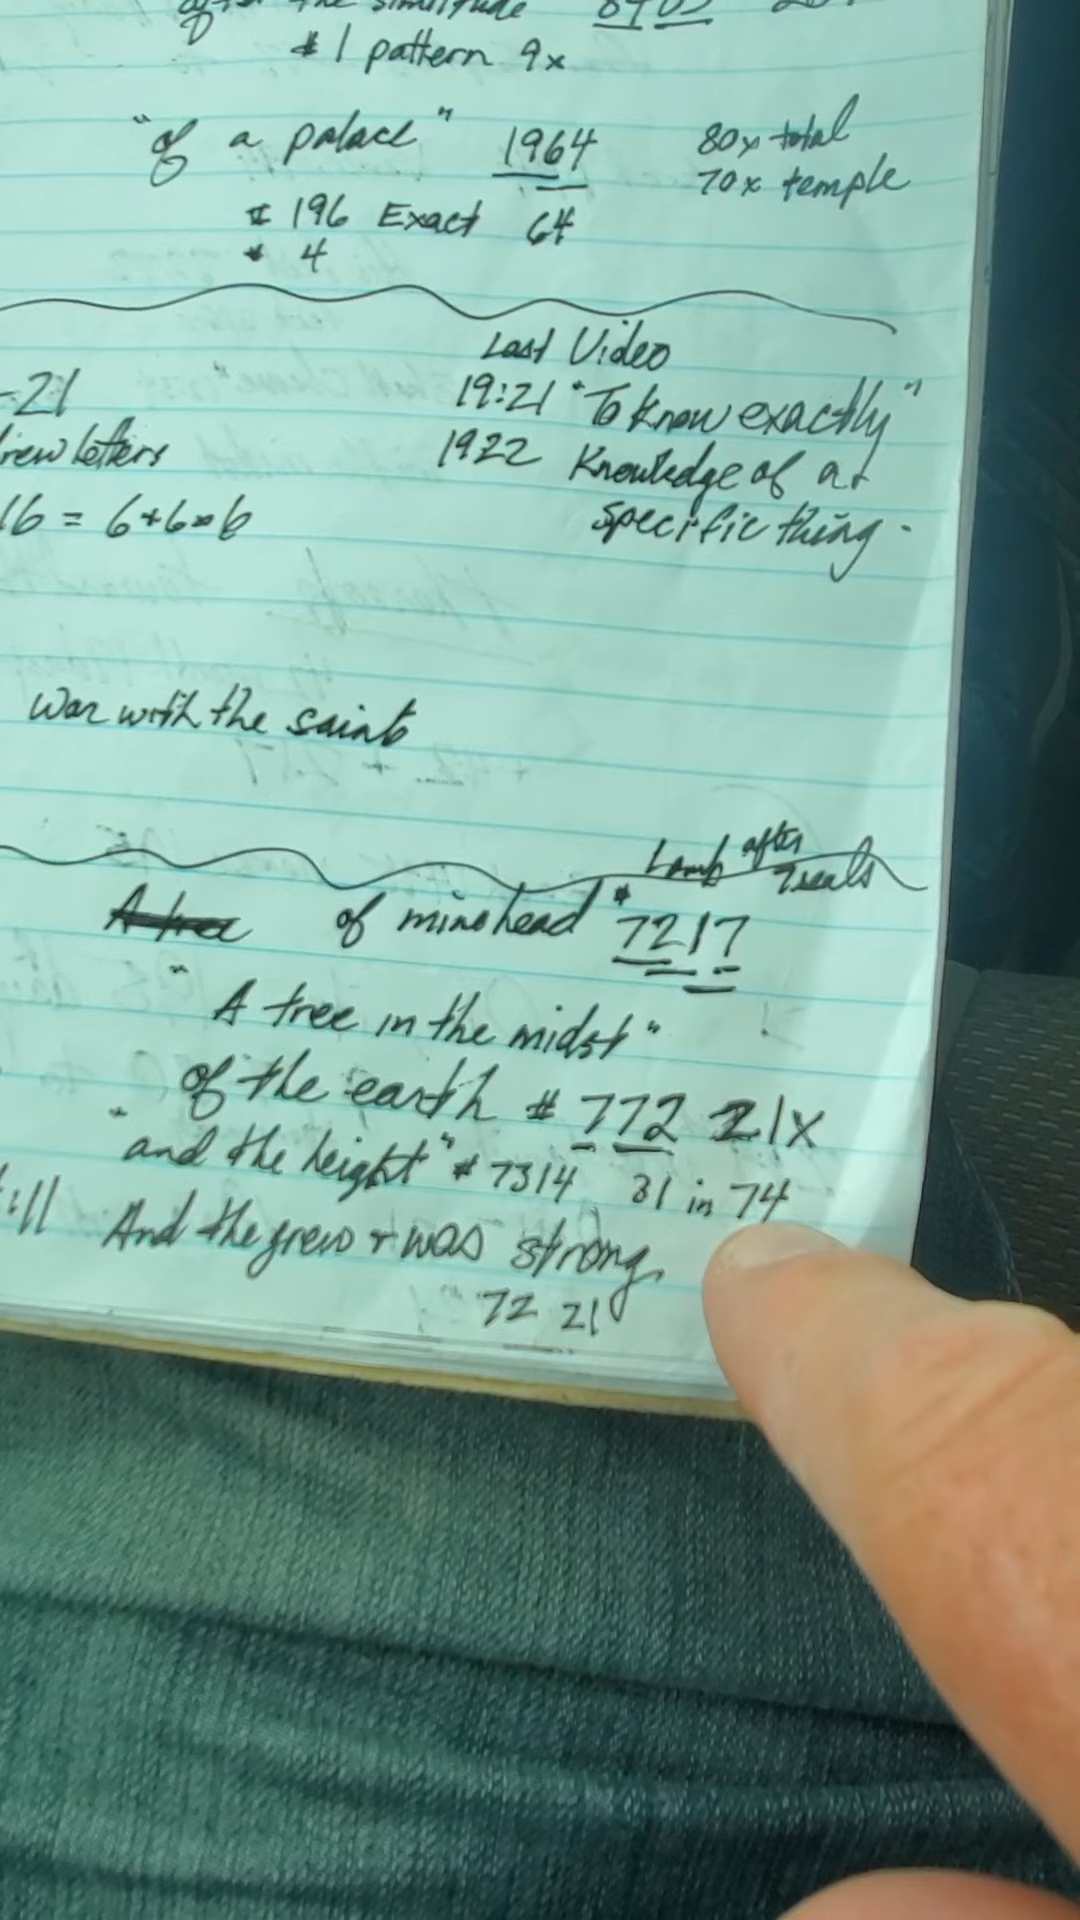 after the similitude
# 1 pattern 9x
"of a palace" 1964 80x total
70x temple
# 196 Exact 64
* 4
Last Video
-21 19:21 "To know exactly"
rew letters 1922 Knowledge of a
specific thing.
16 = 6+6+6
War with the saints
Lamb after
7 seals
of mine head # 7217
"A tree in the midst"
of the earth # 772 21x
"and the height" # 7314 31 in 74
And the grew & was strong
72 21